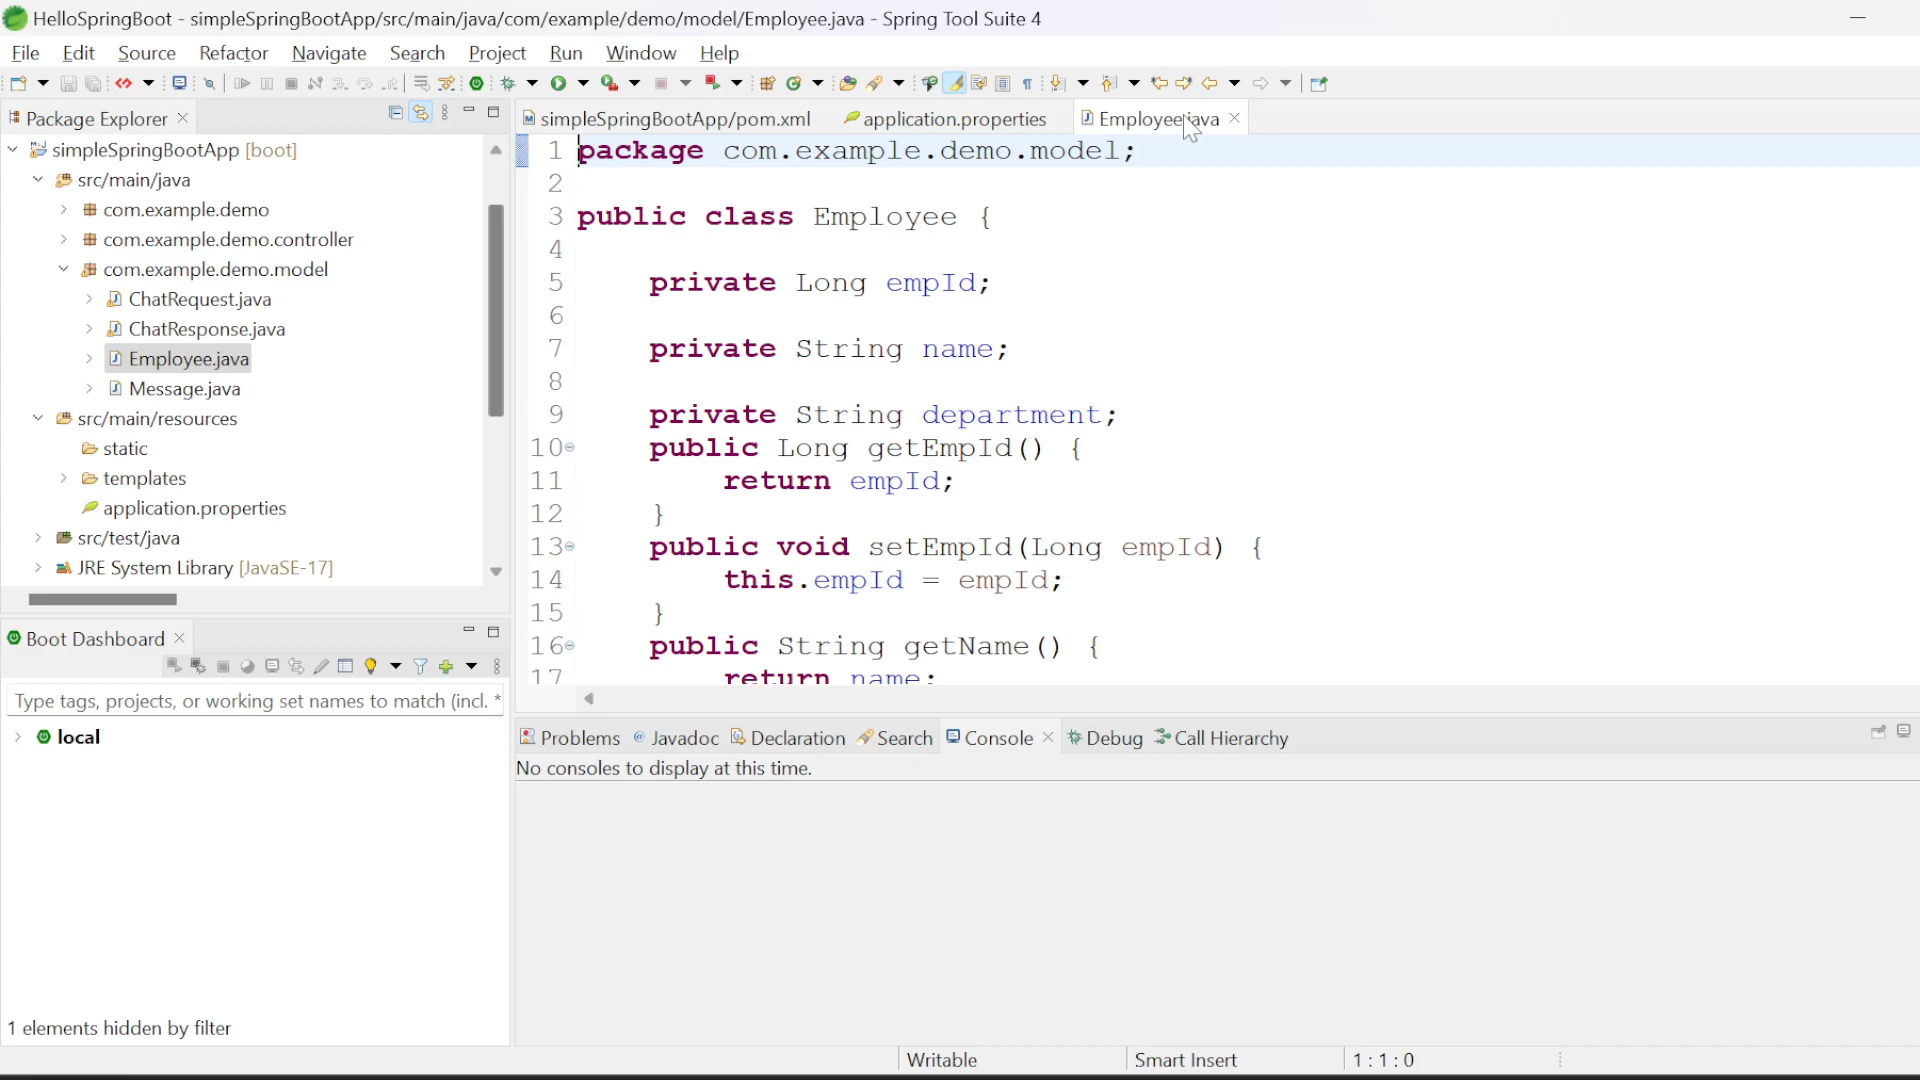 HelloSpringBoot - simpleSpringBootApp/src/main/java/com/example/demo/model/Employee.java - Spring Tool Suite 4
File Edit Source Refactor Navigate Search Project Run Window Help
Package Explorer
simpleSpringBootApp [boot]
src/main/java
com.example.demo
com.example.demo.controller
com.example.demo.model
ChatRequest.java
ChatResponse.java
Employee.java
Message.java
src/main/resources
static
templates
application.properties
src/test/java
JRE System Library [JavaSE-17]
Boot Dashboard
Type tags, projects, or working set names to match (incl. *
local
1 elements hidden by filter
simpleSpringBootApp/pom.xml application.properties Employee.java
1 package com.example.demo.model;
2
3 public class Employee {
4
5 private Long empId;
6
7 private String name;
8
9 private String department;
10 public Long getEmpId() {
11 return empId;
12 }
13 public void setEmpId(Long empId) {
14 this.empId = empId;
15 }
16 public String getName() {
17 return name;
Problems @ Javadoc Declaration Search Console Debug Call Hierarchy
No consoles to display at this time.
Writable Smart Insert 1 : 1 : 0